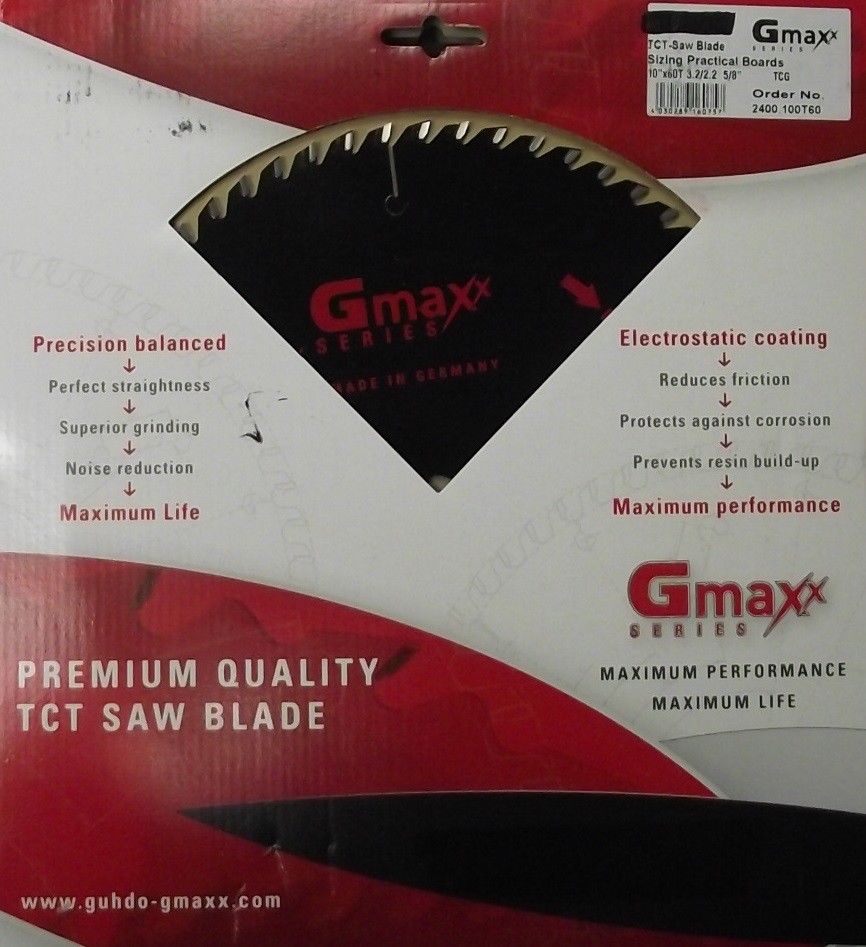 TCT-Saw Blade
Gmaxx
SERIES
Sizing Practical Boards
10"x60T 3.2/2.2 5/8" TCG
Order No.
2400.100T60
4 030289 160757
Gmaxx
SERIES
MADE IN GERMANY
Precision balanced
Perfect straightness
Superior grinding
Noise reduction
Maximum Life
Electrostatic coating
Reduces friction
Protects against corrosion
Prevents resin build-up
Maximum performance
Gmaxx
SERIES
MAXIMUM PERFORMANCE
MAXIMUM LIFE
PREMIUM QUALITY
TCT SAW BLADE
www.guhdo-gmaxx.com